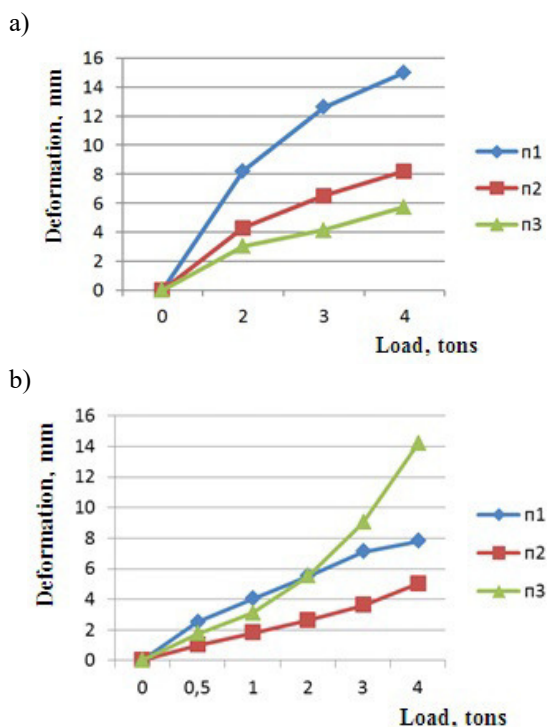 a)
16
14
12
10
8
6
4
2
0
Deformation, mm
0 2 3 4
Load, tons
п1
п2
п3
b)
16
14
12
10
8
6
4
2
0
Deformation, mm
0 0,5 1 2 3 4
Load, tons
п1
п2
п3